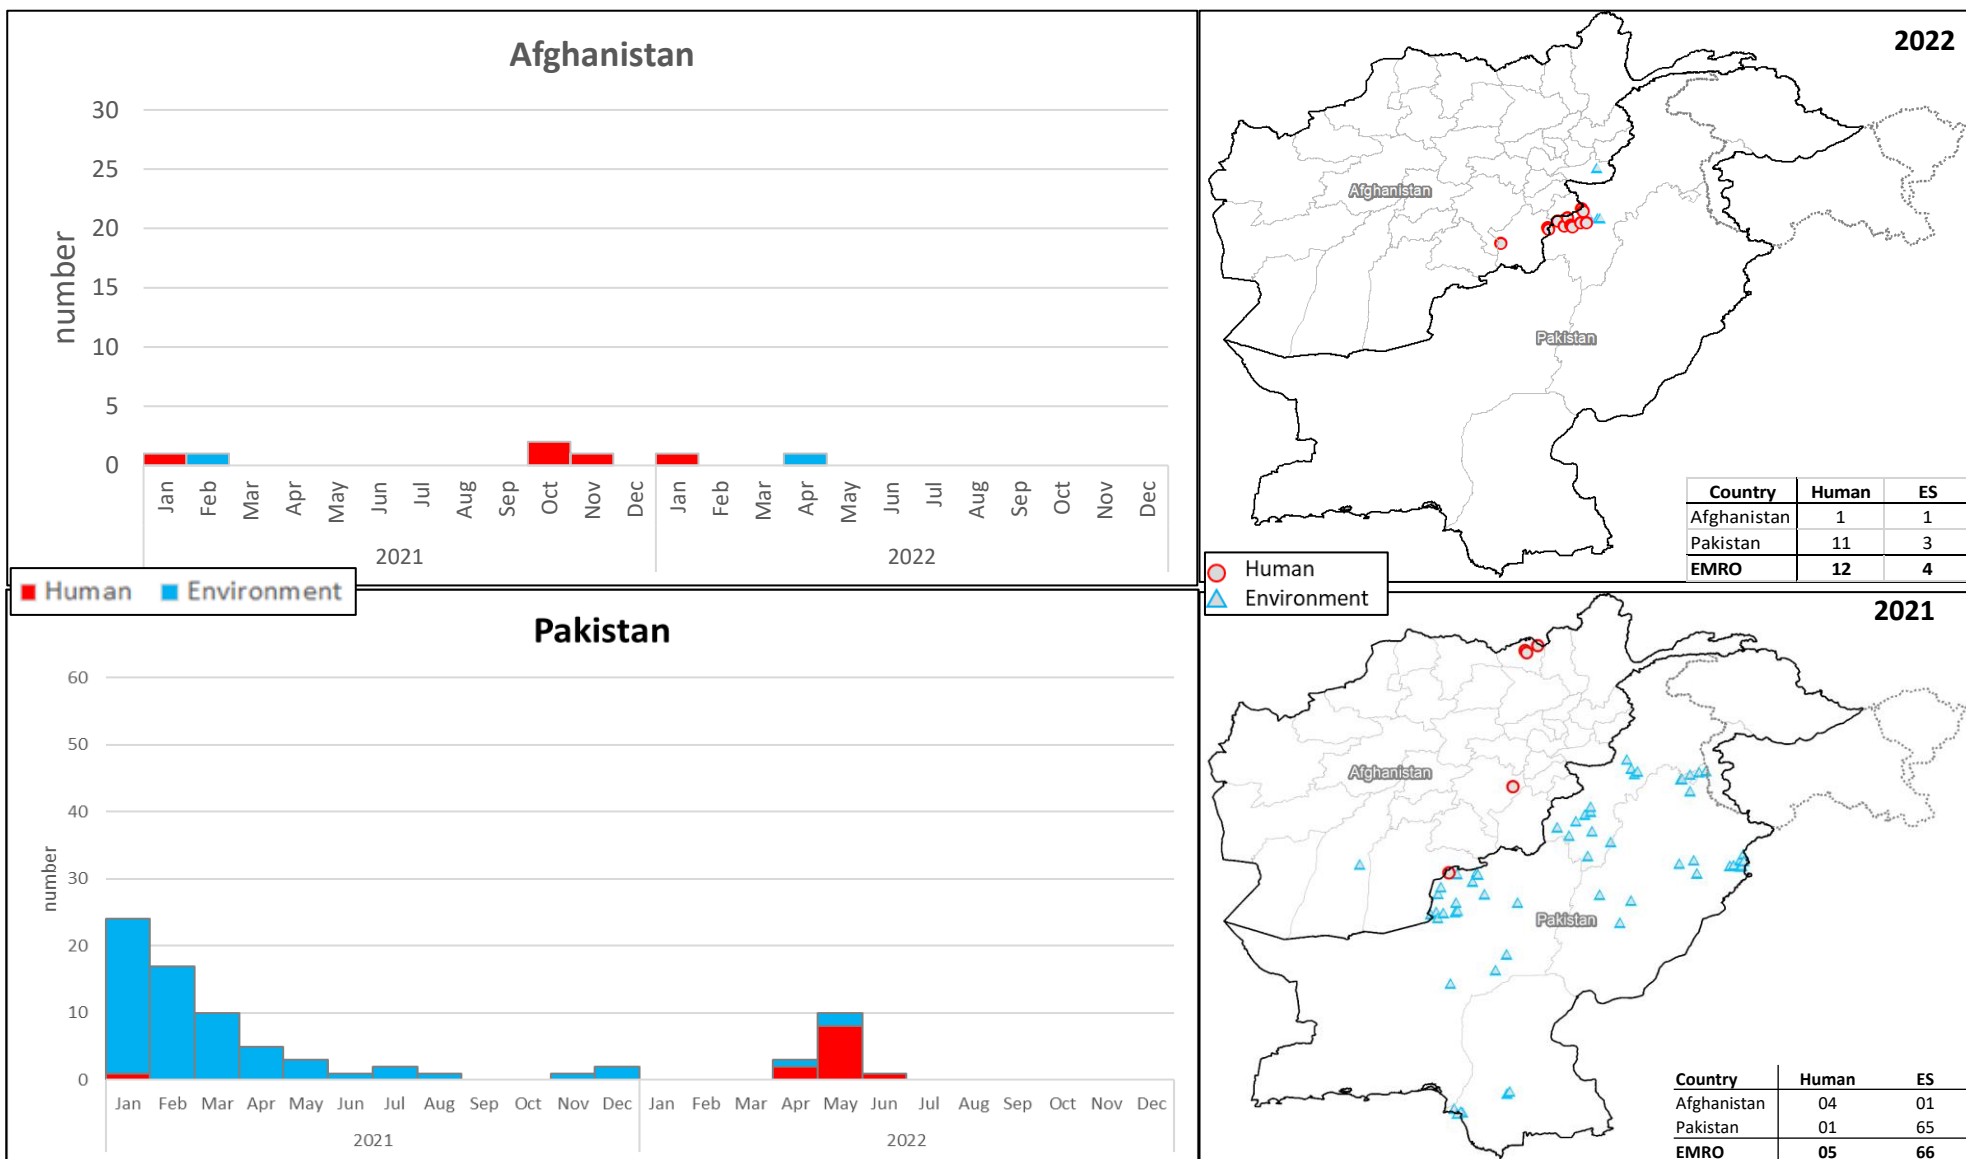 Afghanistan
30
25
20
15
10
5
0
number
Jan Feb Mar Apr May Jun Jul Aug Sep Oct Nov Dec Jan Feb Mar Apr May Jun Jul Aug Sep Oct Nov Dec
2021 2022
Human Environment
Pakistan
60
50
40
30
20
10
0
number
Jan Feb Mar Apr May Jun Jul Aug Sep Oct Nov Dec Jan Feb Mar Apr May Jun Jul Aug Sep Oct Nov Dec
2021 2022
2022
Afghanistan
Pakistan
Country Human ES
Afghanistan 1 1
Pakistan 11 3
EMRO 12 4
Human
Environment
2021
Afghanistan
Pakistan
Country Human ES
Afghanistan 04 01
Pakistan 01 65
EMRO 05 66